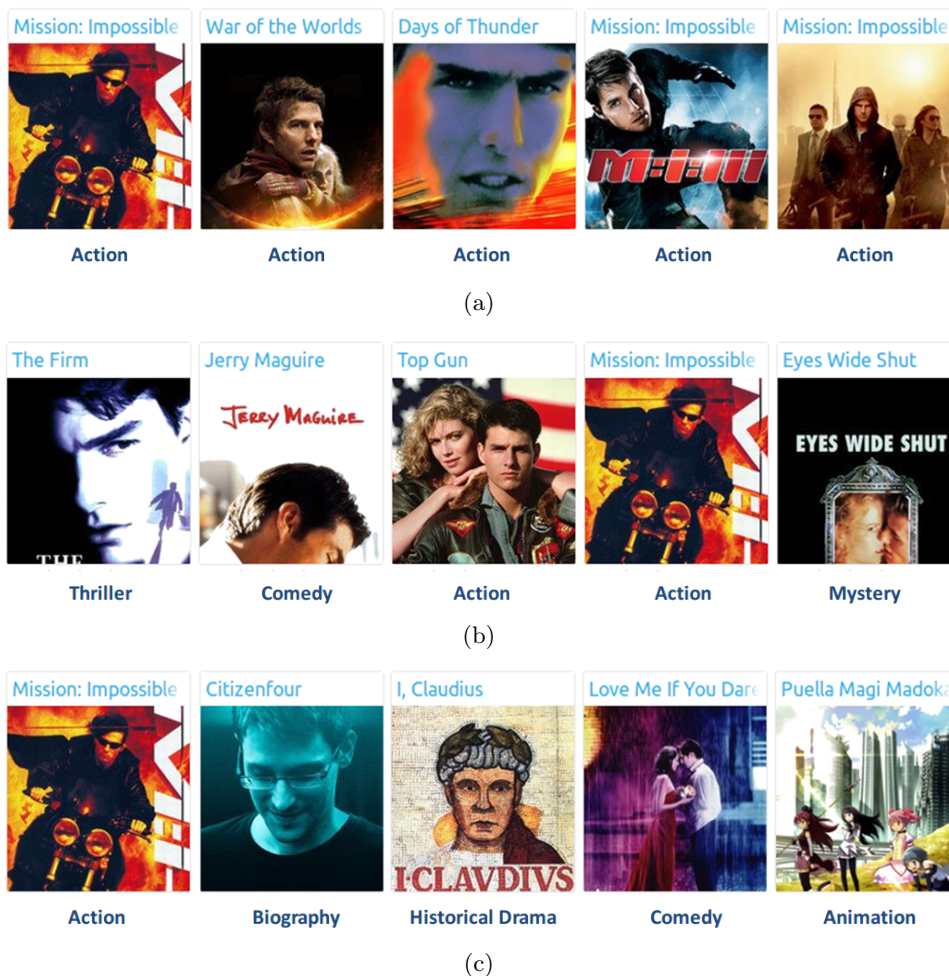 Mission: Impossible War of the Worlds Days of Thunder Mission: Impossible Mission: Impossible
M:i:III
Action Action Action Action Action
(a)
The Firm Jerry Maguire Top Gun Mission: Impossible Eyes Wide Shut
JERRY MAGUIRE
EYES WIDE SHUT
THE
Thriller Comedy Action Action Mystery
(b)
Mission: Impossible Citizenfour I, Claudius Love Me If You Dare Puella Magi Madoka
I·CLAVDIVS
Action Biography Historical Drama Comedy Animation
(c)